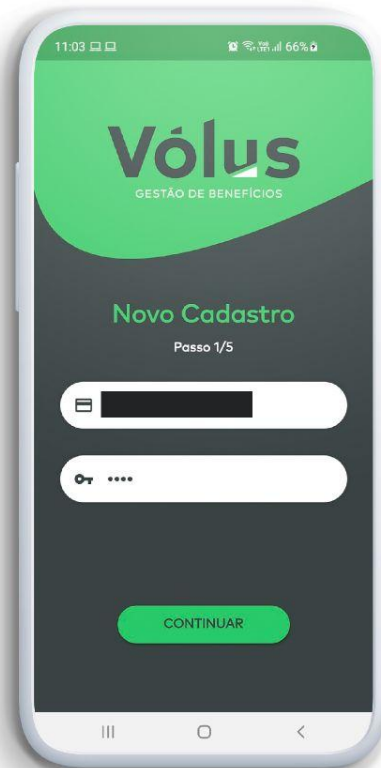 11:03 66%
Vólus
GESTÃO DE BENEFÍCIOS
Novo Cadastro
Passo 1/5
••••
CONTINUAR